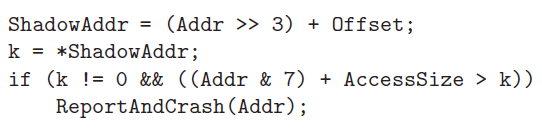 ShadowAddr = (Addr >> 3) + Offset;
k = *ShadowAddr;
if (k != 0 && ((Addr & 7) + AccessSize > k))
    ReportAndCrash(Addr);